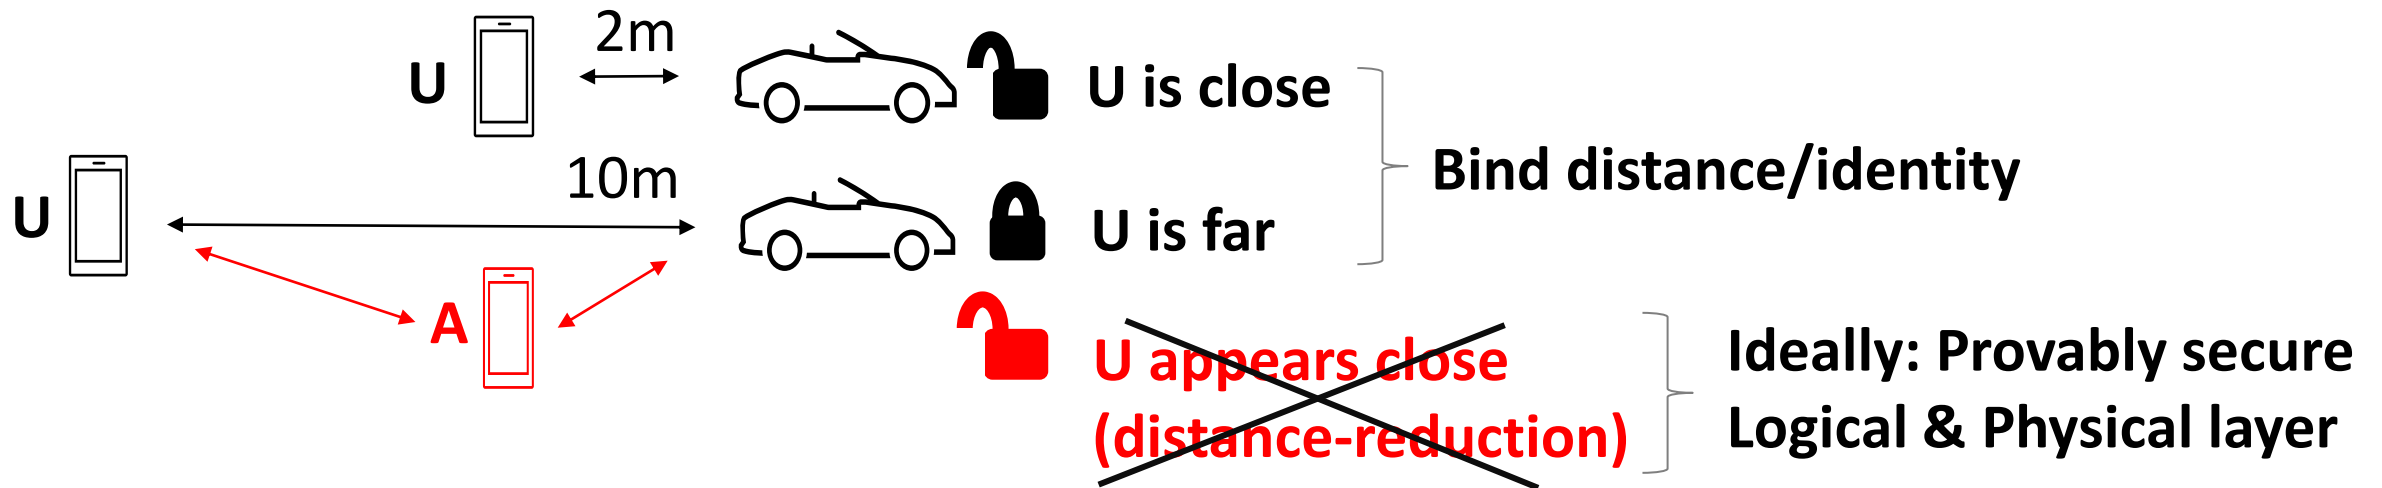 2m
U
U is close
10m
U
U is far
Bind distance/identity
A
U appears close
(distance-reduction)
Ideally: Provably secure
Logical & Physical layer